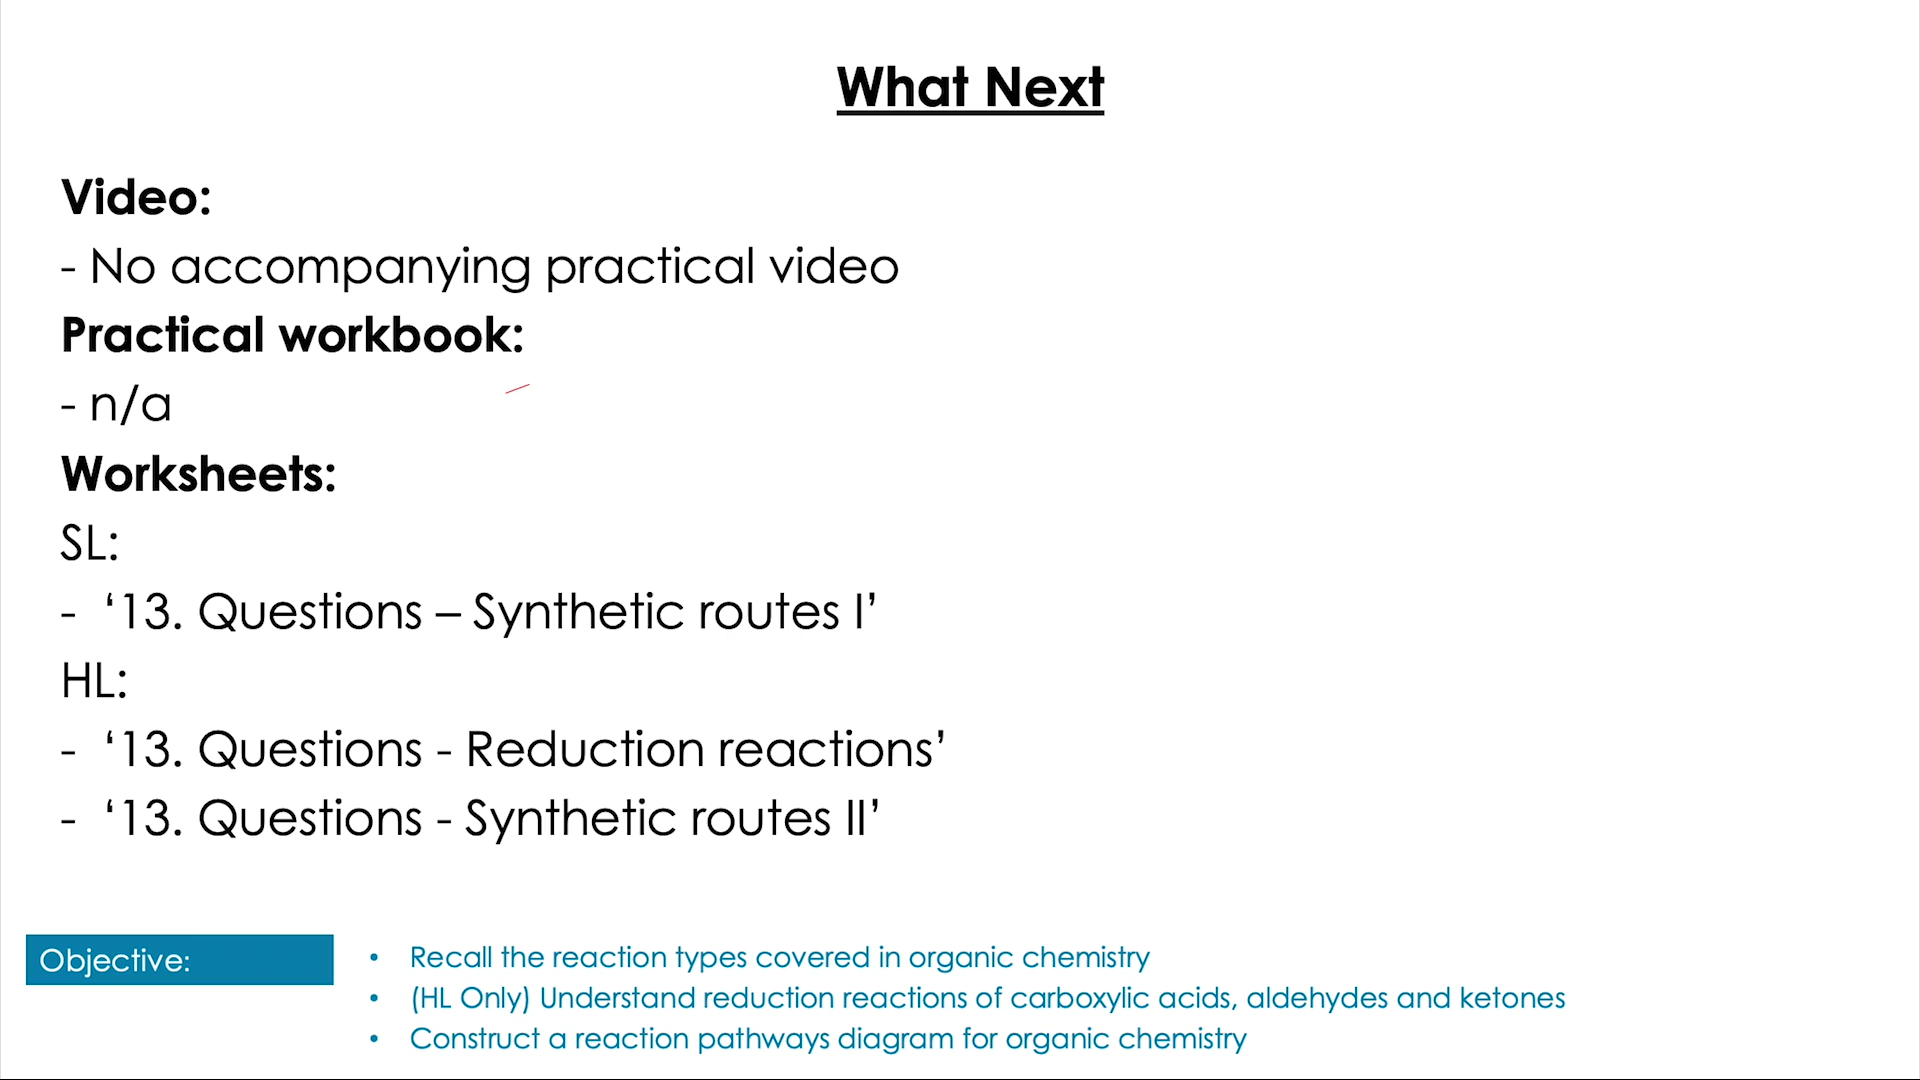 What Next
Video:
- No accompanying practical video
Practical workbook:
- n/a
Worksheets:
SL:
- ‘13. Questions – Synthetic routes I’
HL:
- ‘13. Questions - Reduction reactions’
- ‘13. Questions - Synthetic routes II’
Objective:
• Recall the reaction types covered in organic chemistry
• (HL Only) Understand reduction reactions of carboxylic acids, aldehydes and ketones
• Construct a reaction pathways diagram for organic chemistry